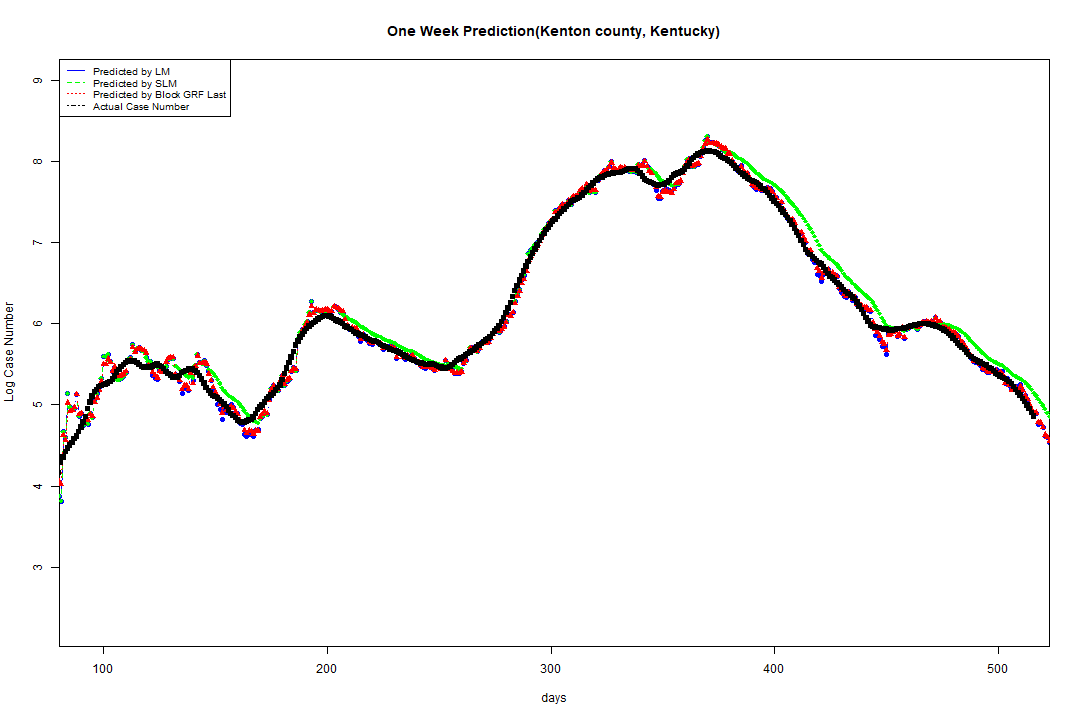 One Week Prediction(Kenton county, Kentucky)
Predicted by LM
Predicted by SLM
Predicted by Block GRF Last
Actual Case Number
Log Case Number
9
8
7
6
5
4
3
100 200 300 400 500
days